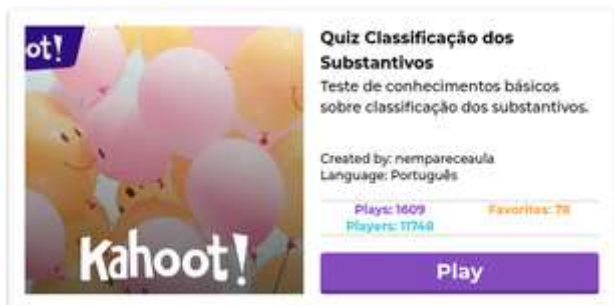 ot!
Kahoot!
Quiz Classificação dos
Substantivos
Teste de conhecimentos básicos
sobre classificação dos substantivos.
Created by: nempareceaula
Language: Português
Plays: 1609 Favorites: 78
Players: 11748
Play